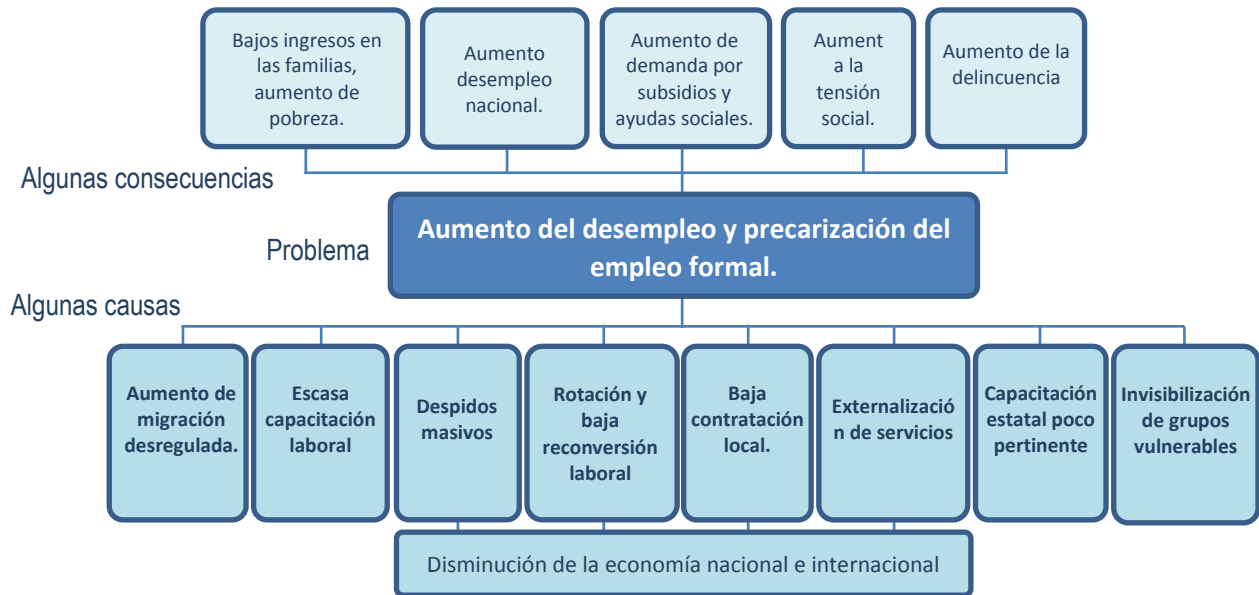 Bajos ingresos en
las familias,
aumento de
pobreza.
Aumento
desempleo
nacional.
Aumento de
demanda por
subsidios y
ayudas sociales.
Aument
a la
tensión
social.
Aumento de la
delincuencia
Algunas consecuencias
Problema
Aumento del desempleo y precarización del
empleo formal.
Algunas causas
Aumento de
migración
desregulada.
Escasa
capacitación
laboral
Despidos
masivos
Rotación y
baja
reconversión
laboral
Baja
contratación
local.
Externalizació
n de servicios
Capacitación
estatal poco
pertinente
Invisibilización
de grupos
vulnerables
Disminución de la economía nacional e internacional